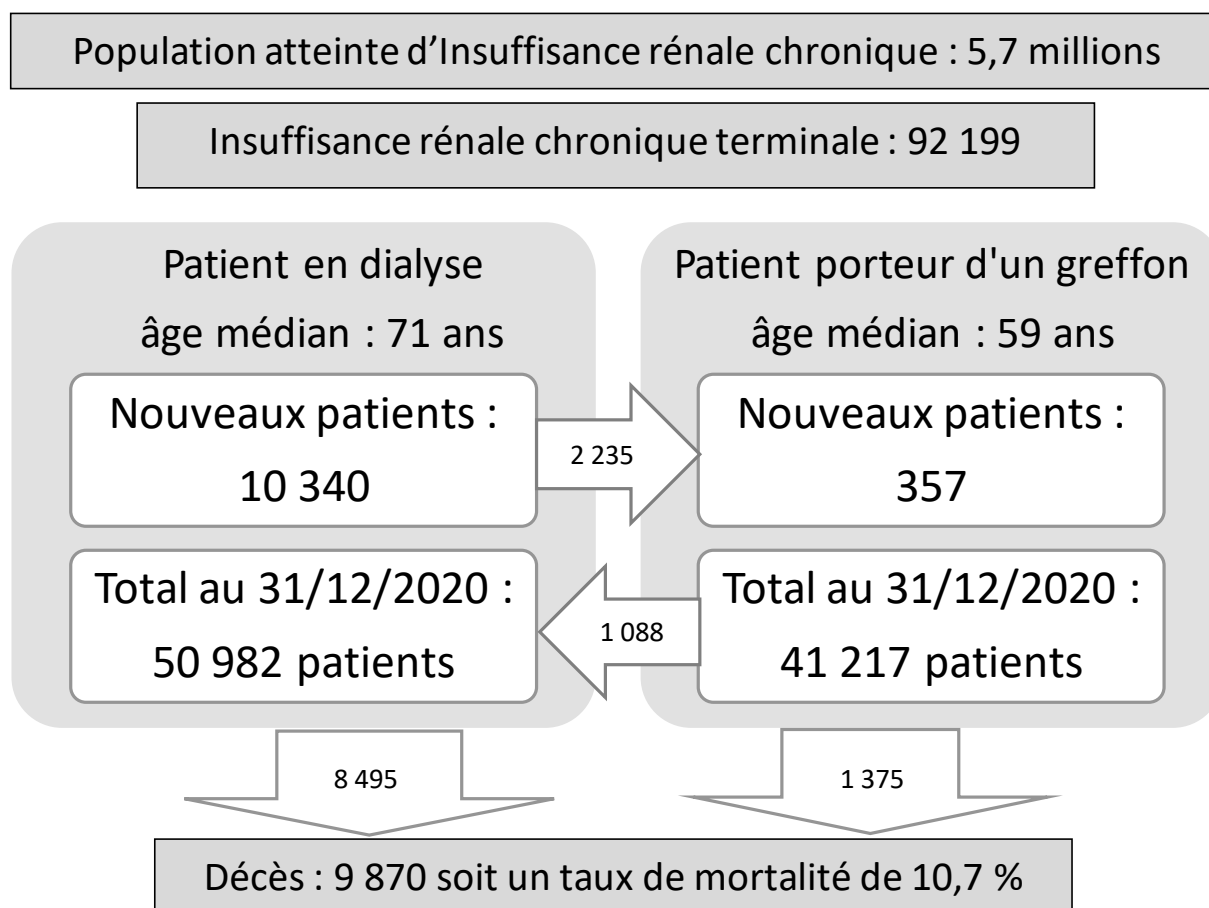 Population atteinte d’Insuffisance rénale chronique : 5,7 millions
Insuffisance rénale chronique terminale : 92 199
Patient en dialyse
âge médian : 71 ans
Nouveaux patients :
10 340
Total au 31/12/2020 :
50 982 patients
2 235
1 088
Patient porteur d'un greffon
âge médian : 59 ans
Nouveaux patients :
357
Total au 31/12/2020 :
41 217 patients
8 495
1 375
Décès : 9 870 soit un taux de mortalité de 10,7 %